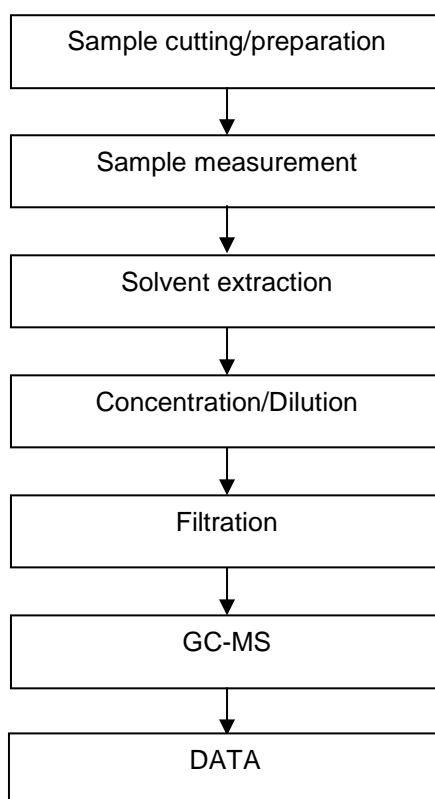 Sample cutting/preparation
Sample measurement
Solvent extraction
Concentration/Dilution
Filtration
GC-MS
DATA